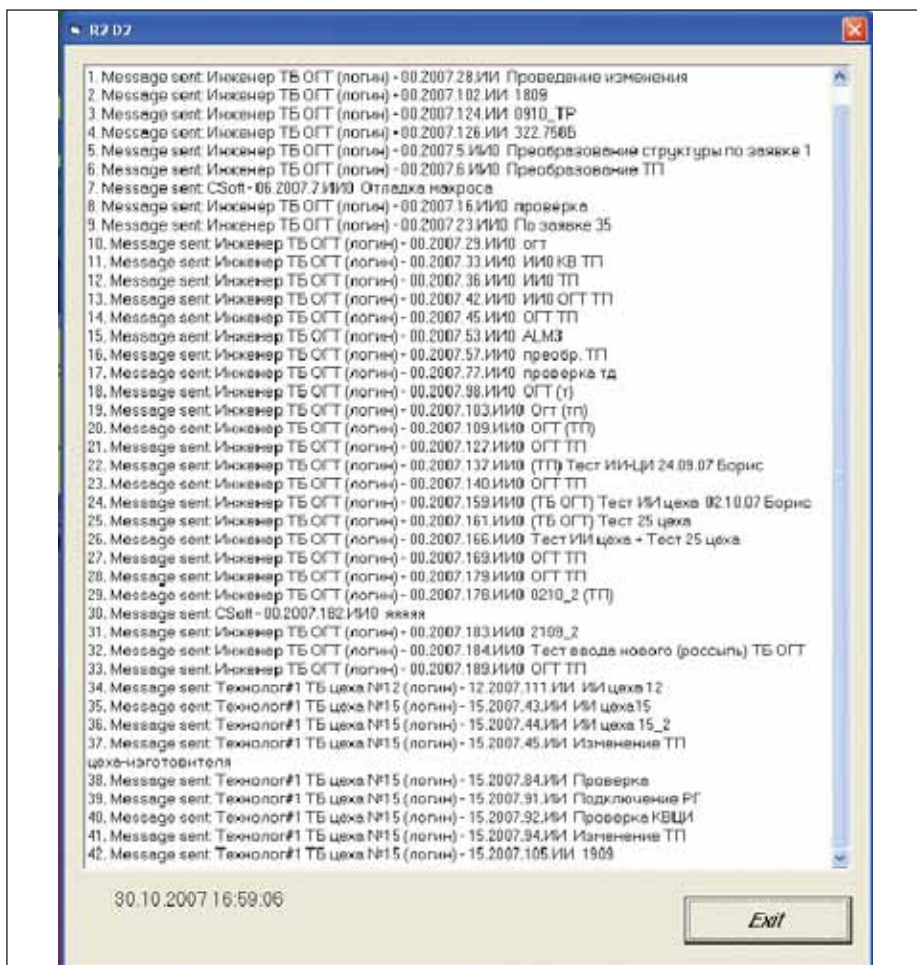 R2 D2
1. Message sent: Инженер ТБ ОГТ (логин) - 00.2007.28.ИИ Проведение изменения
2. Message sent: Инженер ТБ ОГТ (логин) - 00.2007.102.ИИ 1809
3. Message sent: Инженер ТБ ОГТ (логин) - 00.2007.124.ИИ 0910_ТР
4. Message sent: Инженер ТБ ОГТ (логин) - 00.2007.126.ИИ 322.758Б
5. Message sent: Инженер ТБ ОГТ (логин) - 00.2007.5.ИИ0 Преобразование структуры по заявке 1
6. Message sent: Инженер ТБ ОГТ (логин) - 00.2007.6.ИИ0 Преобразование ТП
7. Message sent: CSoft - 06.2007.7.ИИ0 Отладка макроса
8. Message sent: Инженер ТБ ОГТ (логин) - 00.2007.16.ИИ0 проверка
9. Message sent: Инженер ТБ ОГТ (логин) - 00.2007.23.ИИ0 По заявке 35
10. Message sent: Инженер ТБ ОГТ (логин) - 00.2007.29.ИИ0 огт
11. Message sent: Инженер ТБ ОГТ (логин) - 00.2007.33.ИИ0 ИИ0 КВ ТП
12. Message sent: Инженер ТБ ОГТ (логин) - 00.2007.36.ИИ0 ИИ0 ТП
13. Message sent: Инженер ТБ ОГТ (логин) - 00.2007.42.ИИ0 ИИ0 ОГТ ТП
14. Message sent: Инженер ТБ ОГТ (логин) - 00.2007.45.ИИ0 ОГТ ТП
15. Message sent: Инженер ТБ ОГТ (логин) - 00.2007.53.ИИ0 ALM3
16. Message sent: Инженер ТБ ОГТ (логин) - 00.2007.57.ИИ0 преобр. ТП
17. Message sent: Инженер ТБ ОГТ (логин) - 00.2007.77.ИИ0 проверка тд
18. Message sent: Инженер ТБ ОГТ (логин) - 00.2007.98.ИИ0 ОГТ (т)
19. Message sent: Инженер ТБ ОГТ (логин) - 00.2007.103.ИИ0 Огт (тп)
20. Message sent: Инженер ТБ ОГТ (логин) - 00.2007.109.ИИ0 ОГТ (ТП)
21. Message sent: Инженер ТБ ОГТ (логин) - 00.2007.127.ИИ0 ОГТ ТП
22. Message sent: Инженер ТБ ОГТ (логин) - 00.2007.137.ИИ0 (ТП) Тест ИИ-ЦИ 24.09.07 Борис
23. Message sent: Инженер ТБ ОГТ (логин) - 00.2007.140.ИИ0 ОГТ ТП
24. Message sent: Инженер ТБ ОГТ (логин) - 00.2007.159.ИИ0 (ТБ ОГТ) Тест ИИ цеха 02.10.07 Борис
25. Message sent: Инженер ТБ ОГТ (логин) - 00.2007.161.ИИ0 (ТБ ОГТ) Тест 25 цеха
26. Message sent: Инженер ТБ ОГТ (логин) - 00.2007.166.ИИ0 Тест ИИ цеха + Тест 25 цеха
27. Message sent: Инженер ТБ ОГТ (логин) - 00.2007.169.ИИ0 ОГТ ТП
28. Message sent: Инженер ТБ ОГТ (логин) - 00.2007.179.ИИ0 ОГТ ТП
29. Message sent: Инженер ТБ ОГТ (логин) - 00.2007.178.ИИ0 0210_2 (ТП)
30. Message sent: CSoft - 00.2007.182.ИИ0 яяяяя
31. Message sent: Инженер ТБ ОГТ (логин) - 00.2007.183.ИИ0 2109_2
32. Message sent: Инженер ТБ ОГТ (логин) - 00.2007.184.ИИ0 Тест ввода нового (россыпь) ТБ ОГТ
33. Message sent: Инженер ТБ ОГТ (логин) - 00.2007.189.ИИ0 ОГТ ТП
34. Message sent: Технолог#1 ТБ цеха №12 (логин) - 12.2007.111.ИИ ИИ цеха 12
35. Message sent: Технолог#1 ТБ цеха №15 (логин) - 15.2007.43.ИИ ИИ цеха15
36. Message sent: Технолог#1 ТБ цеха №15 (логин) - 15.2007.44.ИИ ИИ цеха 15_2
37. Message sent: Технолог#1 ТБ цеха №15 (логин) - 15.2007.45.ИИ Изменение ТП
цеха-изготовителя
38. Message sent: Технолог#1 ТБ цеха №15 (логин) - 15.2007.84.ИИ Проверка
39. Message sent: Технолог#1 ТБ цеха №15 (логин) - 15.2007.91.ИИ Подключение РГ
40. Message sent: Технолог#1 ТБ цеха №15 (логин) - 15.2007.92.ИИ Проверка КВЩИ
41. Message sent: Технолог#1 ТБ цеха №15 (логин) - 15.2007.94.ИИ Изменение ТП
42. Message sent: Технолог#1 ТБ цеха №15 (логин) - 15.2007.105.ИИ 1909
30.10.2007 16:59:06
Exit